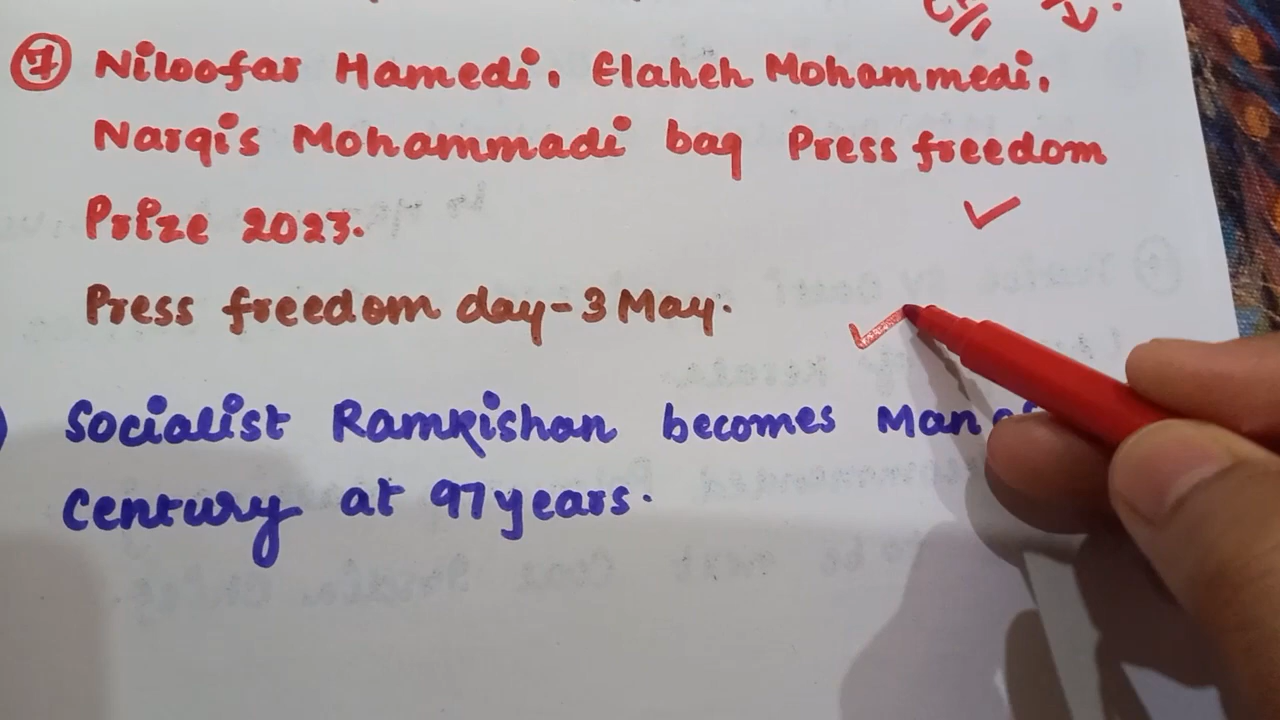 7 Niloofar Hamedi, Elaheh Mohammedi,
Nargis Mohammadi bag Press freedom
Prize 2023.
Press freedom day-3 May.
Socialist Ramkishan becomes Man
Century at 97 years.